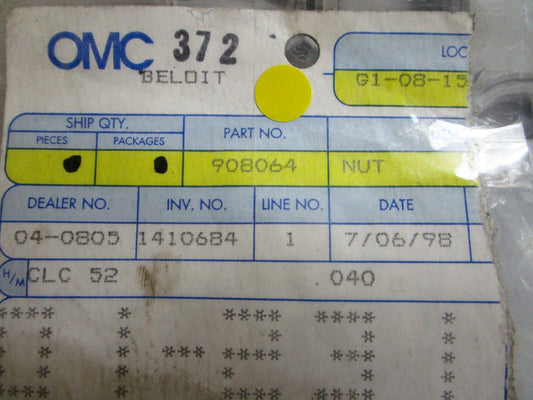 OMC 372
BELOIT
LOC
G1-08-15
SHIP QTY.
PIECES PACKAGES PART NO. DESC
908064 NUT
DEALER NO. INV. NO. LINE NO. DATE
04-0805 1410684 1 7/06/98
H/M CLC 52 .040
**** * **** **** *
* * * * *
* * *** *** * *
* * * * *
**** * **** * *